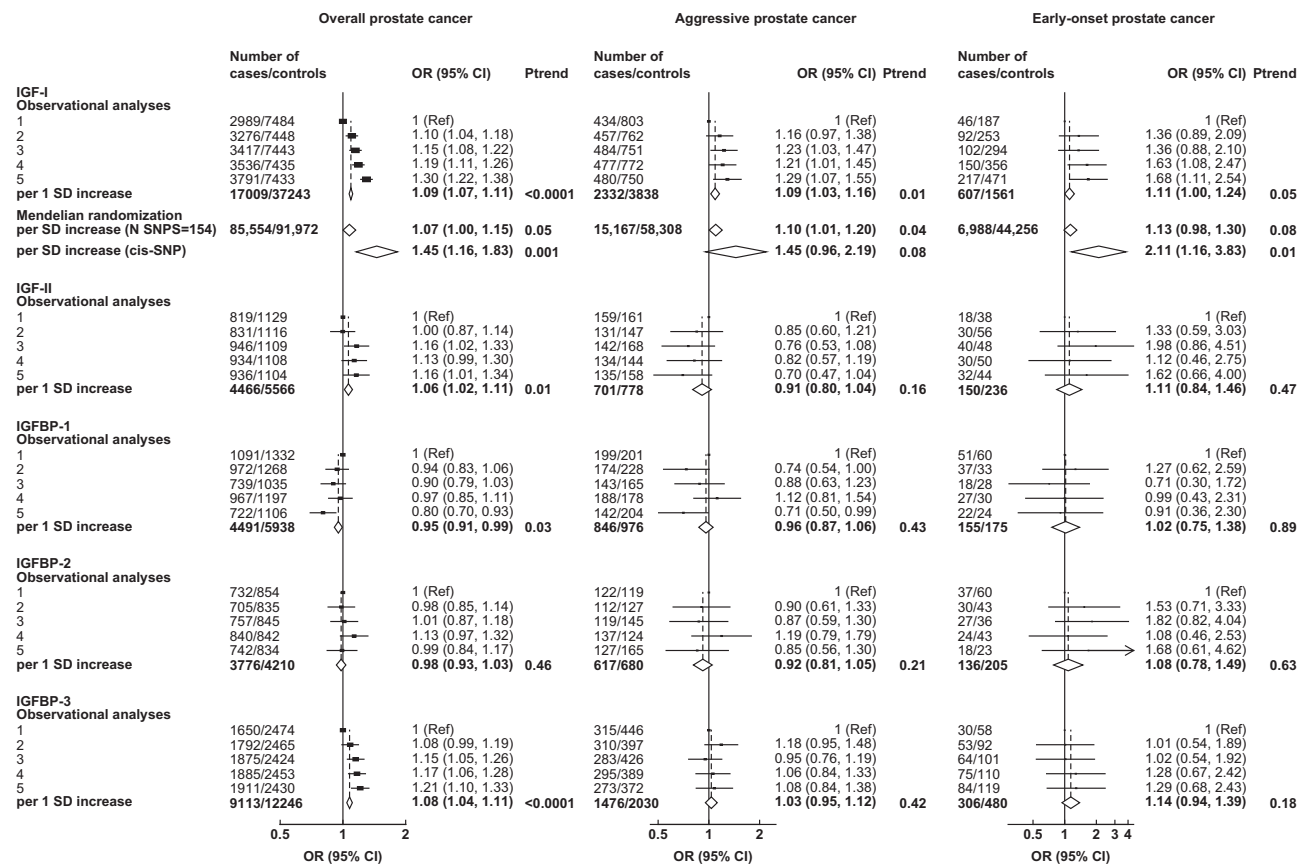 Overall prostate cancer Aggressive prostate cancer Early-onset prostate cancer
Number of cases/controls OR (95% CI) Ptrend Number of cases/controls OR (95% CI) Ptrend Number of cases/controls OR (95% CI) Ptrend
IGF-I
Observational analyses
1 2989/7484 1 (Ref) 434/803 1 (Ref) 46/187 1 (Ref)
2 3276/7448 1.10 (1.04, 1.18) 457/762 1.16 (0.97, 1.38) 92/253 1.36 (0.89, 2.09)
3 3417/7443 1.15 (1.08, 1.22) 484/751 1.23 (1.03, 1.47) 102/294 1.36 (0.88, 2.10)
4 3536/7435 1.19 (1.11, 1.26) 477/772 1.21 (1.01, 1.45) 150/356 1.63 (1.08, 2.47)
5 3791/7433 1.30 (1.22, 1.38) 480/750 1.29 (1.07, 1.55) 217/471 1.68 (1.11, 2.54)
per 1 SD increase 17009/37243 1.09 (1.07, 1.11) <0.0001 2332/3838 1.09 (1.03, 1.16) 0.01 607/1561 1.11 (1.00, 1.24) 0.05
Mendelian randomization
per SD increase (N SNPS=154) 85,554/91,972 1.07 (1.00, 1.15) 0.05 15,167/58,308 1.10 (1.01, 1.20) 0.04 6,988/44,256 1.13 (0.98, 1.30) 0.08
per SD increase (cis-SNP) 1.45 (1.16, 1.83) 0.001 1.45 (0.96, 2.19) 0.08 2.11 (1.16, 3.83) 0.01
IGF-II
Observational analyses
1 819/1129 1 (Ref) 159/161 1 (Ref) 18/38 1 (Ref)
2 831/1116 1.00 (0.87, 1.14) 131/147 0.85 (0.60, 1.21) 30/56 1.33 (0.59, 3.03)
3 946/1109 1.16 (1.02, 1.33) 142/168 0.76 (0.53, 1.08) 40/48 1.98 (0.86, 4.51)
4 934/1108 1.13 (0.99, 1.30) 134/144 0.82 (0.57, 1.19) 30/50 1.12 (0.46, 2.75)
5 936/1104 1.16 (1.01, 1.34) 135/158 0.70 (0.47, 1.04) 32/44 1.62 (0.66, 4.00)
per 1 SD increase 4466/5566 1.06 (1.02, 1.11) 0.01 701/778 0.91 (0.80, 1.04) 0.16 150/236 1.11 (0.84, 1.46) 0.47
IGFBP-1
Observational analyses
1 1091/1332 1 (Ref) 199/201 1 (Ref) 51/60 1 (Ref)
2 972/1268 0.94 (0.83, 1.06) 174/228 0.74 (0.54, 1.00) 37/33 1.27 (0.62, 2.59)
3 739/1035 0.90 (0.79, 1.03) 143/165 0.88 (0.63, 1.23) 18/28 0.71 (0.30, 1.72)
4 967/1197 0.97 (0.85, 1.11) 188/178 1.12 (0.81, 1.54) 27/30 0.99 (0.43, 2.31)
5 722/1106 0.80 (0.70, 0.93) 142/204 0.71 (0.50, 0.99) 22/24 0.91 (0.36, 2.30)
per 1 SD increase 4491/5938 0.95 (0.91, 0.99) 0.03 846/976 0.96 (0.87, 1.06) 0.43 155/175 1.02 (0.75, 1.38) 0.89
IGFBP-2
Observational analyses
1 732/854 1 (Ref) 122/119 1 (Ref) 37/60 1 (Ref)
2 705/835 0.98 (0.85, 1.14) 112/127 0.90 (0.61, 1.33) 30/43 1.53 (0.71, 3.33)
3 757/845 1.01 (0.87, 1.18) 119/145 0.87 (0.59, 1.30) 27/36 1.82 (0.82, 4.04)
4 840/842 1.13 (0.97, 1.32) 137/124 1.19 (0.79, 1.79) 24/43 1.08 (0.46, 2.53)
5 742/834 0.99 (0.84, 1.17) 127/165 0.85 (0.56, 1.30) 18/23 1.68 (0.61, 4.62)
per 1 SD increase 3776/4210 0.98 (0.93, 1.03) 0.46 617/680 0.92 (0.81, 1.05) 0.21 136/205 1.08 (0.78, 1.49) 0.63
IGFBP-3
Observational analyses
1 1650/2474 1 (Ref) 315/446 1 (Ref) 30/58 1 (Ref)
2 1792/2465 1.08 (0.99, 1.19) 310/397 1.18 (0.95, 1.48) 53/92 1.01 (0.54, 1.89)
3 1875/2424 1.15 (1.05, 1.26) 283/426 0.95 (0.76, 1.19) 64/101 1.02 (0.54, 1.92)
4 1885/2453 1.17 (1.06, 1.28) 295/389 1.06 (0.84, 1.33) 75/110 1.28 (0.67, 2.42)
5 1911/2430 1.21 (1.10, 1.33) 273/372 1.08 (0.84, 1.38) 84/119 1.29 (0.68, 2.43)
per 1 SD increase 9113/12246 1.08 (1.04, 1.11) <0.0001 1476/2030 1.03 (0.95, 1.12) 0.42 306/480 1.14 (0.94, 1.39) 0.18
0.5 1 2 0.5 1 2 0.5 1 2 3 4
OR (95% CI) OR (95% CI) OR (95% CI)